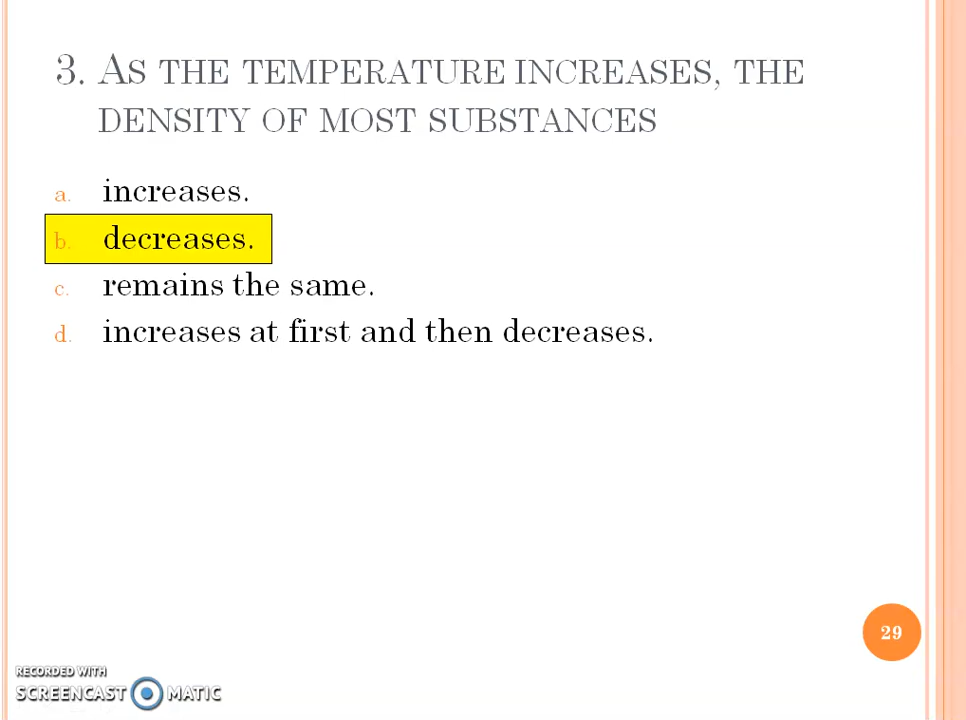 3. AS THE TEMPERATURE INCREASES, THE
DENSITY OF MOST SUBSTANCES
a. increases.
b. decreases.
c. remains the same.
d. increases at first and then decreases.
29
RECORDED WITH
SCREENCAST MATIC